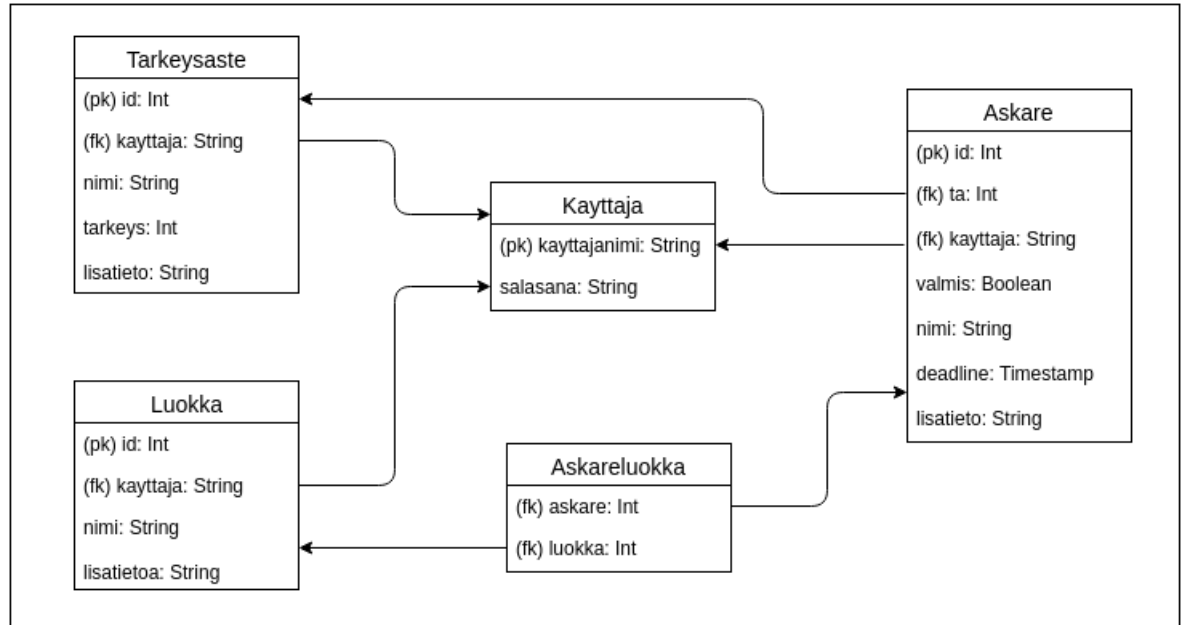 Tarkeysaste
(pk) id: Int
(fk) kayttaja: String
nimi: String
tarkeys: Int
lisatieto: String
Kayttaja
(pk) kayttajanimi: String
salasana: String
Askare
(pk) id: Int
(fk) ta: Int
(fk) kayttaja: String
valmis: Boolean
nimi: String
deadline: Timestamp
lisatieto: String
Luokka
(pk) id: Int
(fk) kayttaja: String
nimi: String
lisatietoa: String
Askareluokka
(fk) askare: Int
(fk) luokka: Int